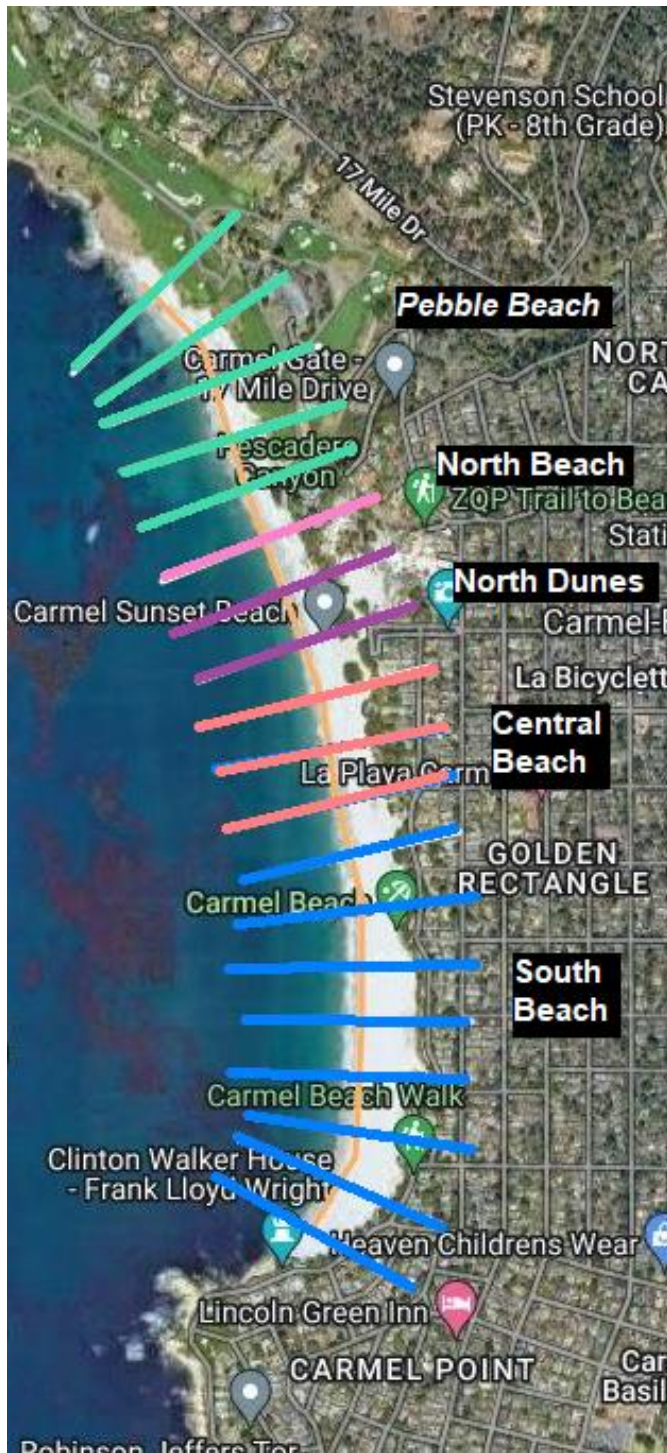 Stevenson School
(PK - 8th Grade)
17 Mile Dr
Pebble Beach
Carmel Gate -
17 Mile Drive
NORT
CA
Pescadero
Canyon
North Beach
ZQP Trail to Bea
Stati
North Dunes
Carmel Sunset Beach
Carmel-
La Bicyclett
Central
Beach
La Playa Carm
GOLDEN
RECTANGLE
Carmel Beach
South
Beach
Carmel Beach Walk
Clinton Walker House
- Frank Lloyd Wright
Heaven Childrens Wear
Lincoln Green Inn
CARMEL POINT
Car
Basil
Robinson Jeffers Tor